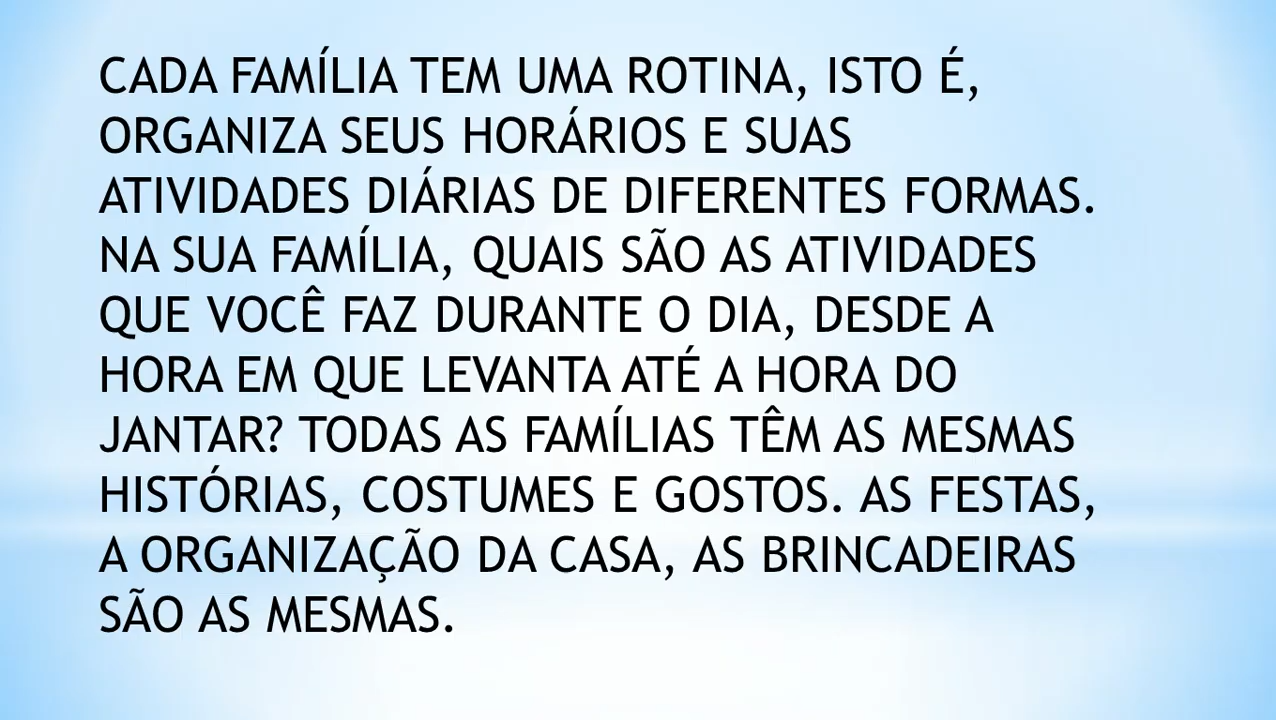 CADA FAMÍLIA TEM UMA ROTINA, ISTO É,
ORGANIZA SEUS HORÁRIOS E SUAS
ATIVIDADES DIÁRIAS DE DIFERENTES FORMAS.
NA SUA FAMÍLIA, QUAIS SÃO AS ATIVIDADES
QUE VOCÊ FAZ DURANTE O DIA, DESDE A
HORA EM QUE LEVANTA ATÉ A HORA DO
JANTAR? TODAS AS FAMÍLIAS TÊM AS MESMAS
HISTÓRIAS, COSTUMES E GOSTOS. AS FESTAS,
A ORGANIZAÇÃO DA CASA, AS BRINCADEIRAS
SÃO AS MESMAS.